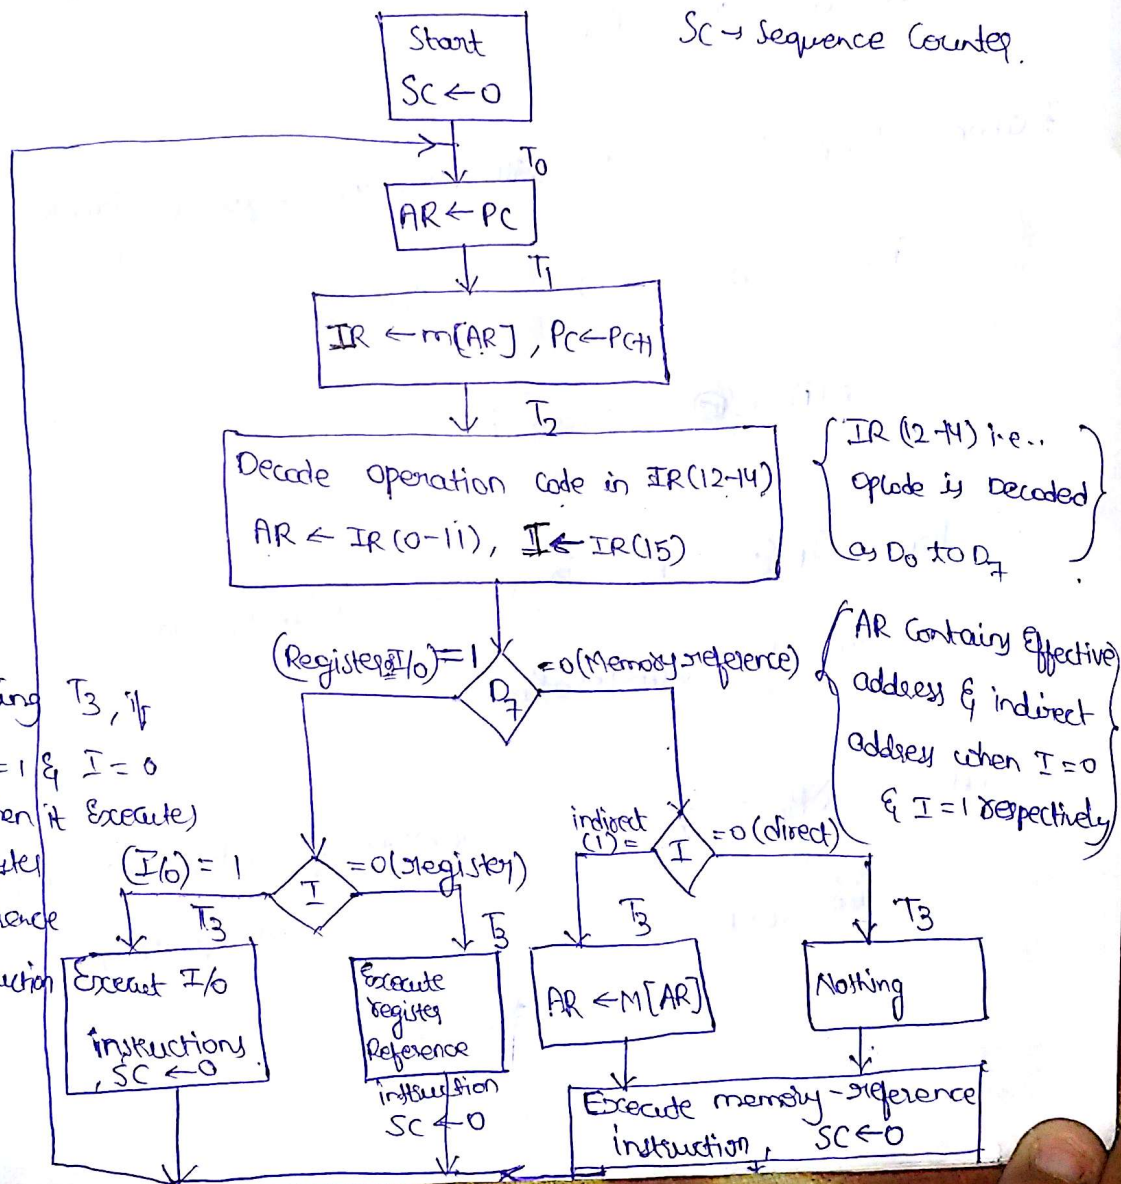 SC → Sequence Counter.
Start
SC ← 0
T0
AR ← PC
T1
IR ← m[AR], PC ← PC+1
T2
Decode operation code in IR(12-14)
AR ← IR(0-11), I ← IR(15)
IR (12-14) i.e..
opcode is Decoded
as D0 to D7
(Register or I/O) = 1
D7
= 0 (Memory-reference)
AR Contains Effective
address & indirect
address when I = 0
& I = 1 respectively
T3, if
= 1 & I = 0
it Executes
(I/O) = 1
I
= 0 (register)
indirect
(1) =
I
= 0 (direct)
T3
T3
T3
T3
Execut I/O
instructions
, SC ← 0
Execute
register
Reference
instruction
SC ← 0
AR ← M[AR]
Nothing
Execute memory-reference
instruction, SC ← 0